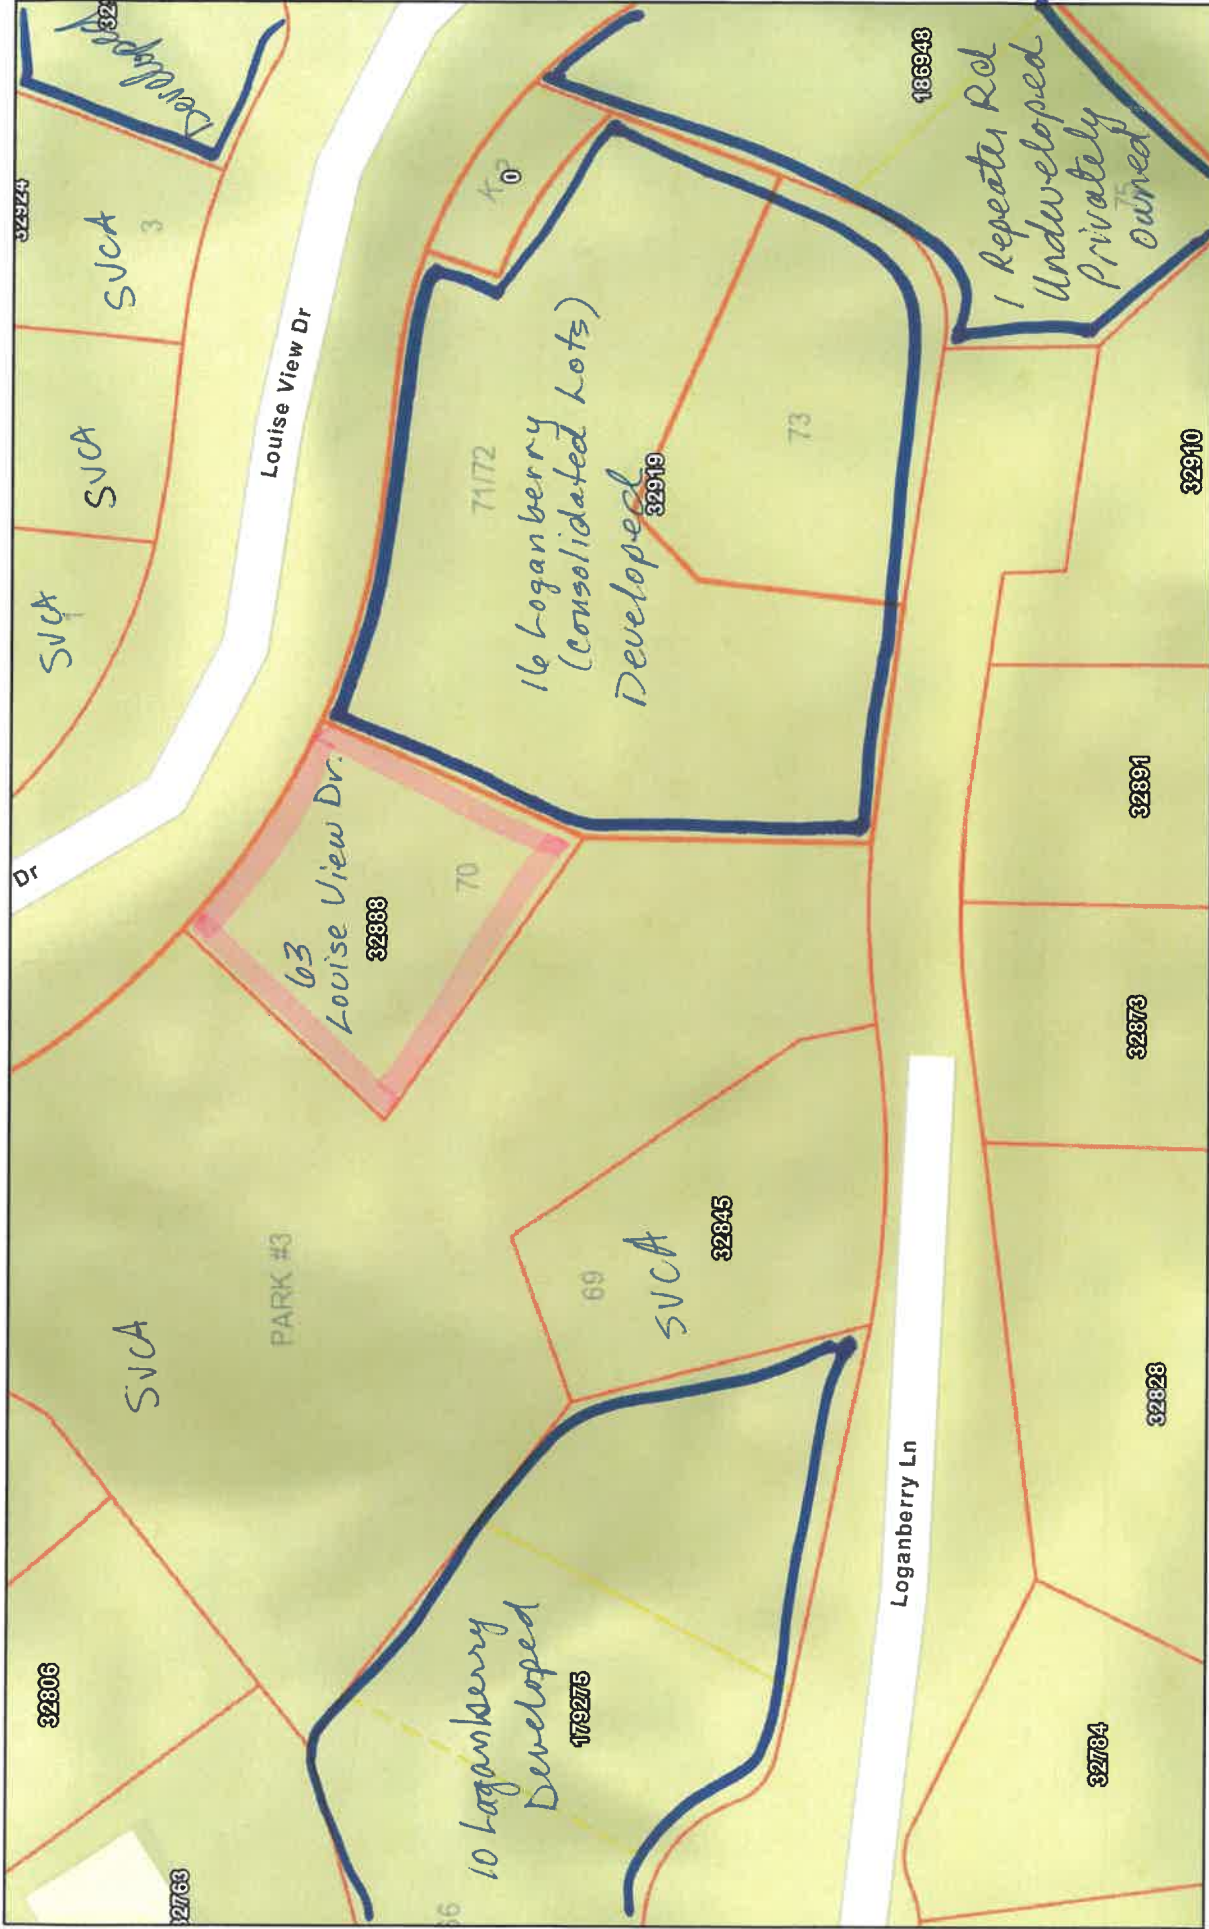 32806
32763
SVCA
PARK #3
Dr
SVCA
1
SVCA
32924
SVCA
3
32
Developed
Louise View Dr
63
Louise View Dr.
32888
70
71/72
16 Loganberry
(consolidated Lots)
Developed
32919
73
0
66
10 Loganberry
Developed
179275
69
SVCA
32845
186948
1 Repeater Rd
Undeveloped
Privately
owned
75
Loganberry Ln
32784
32828
32873
32891
32910